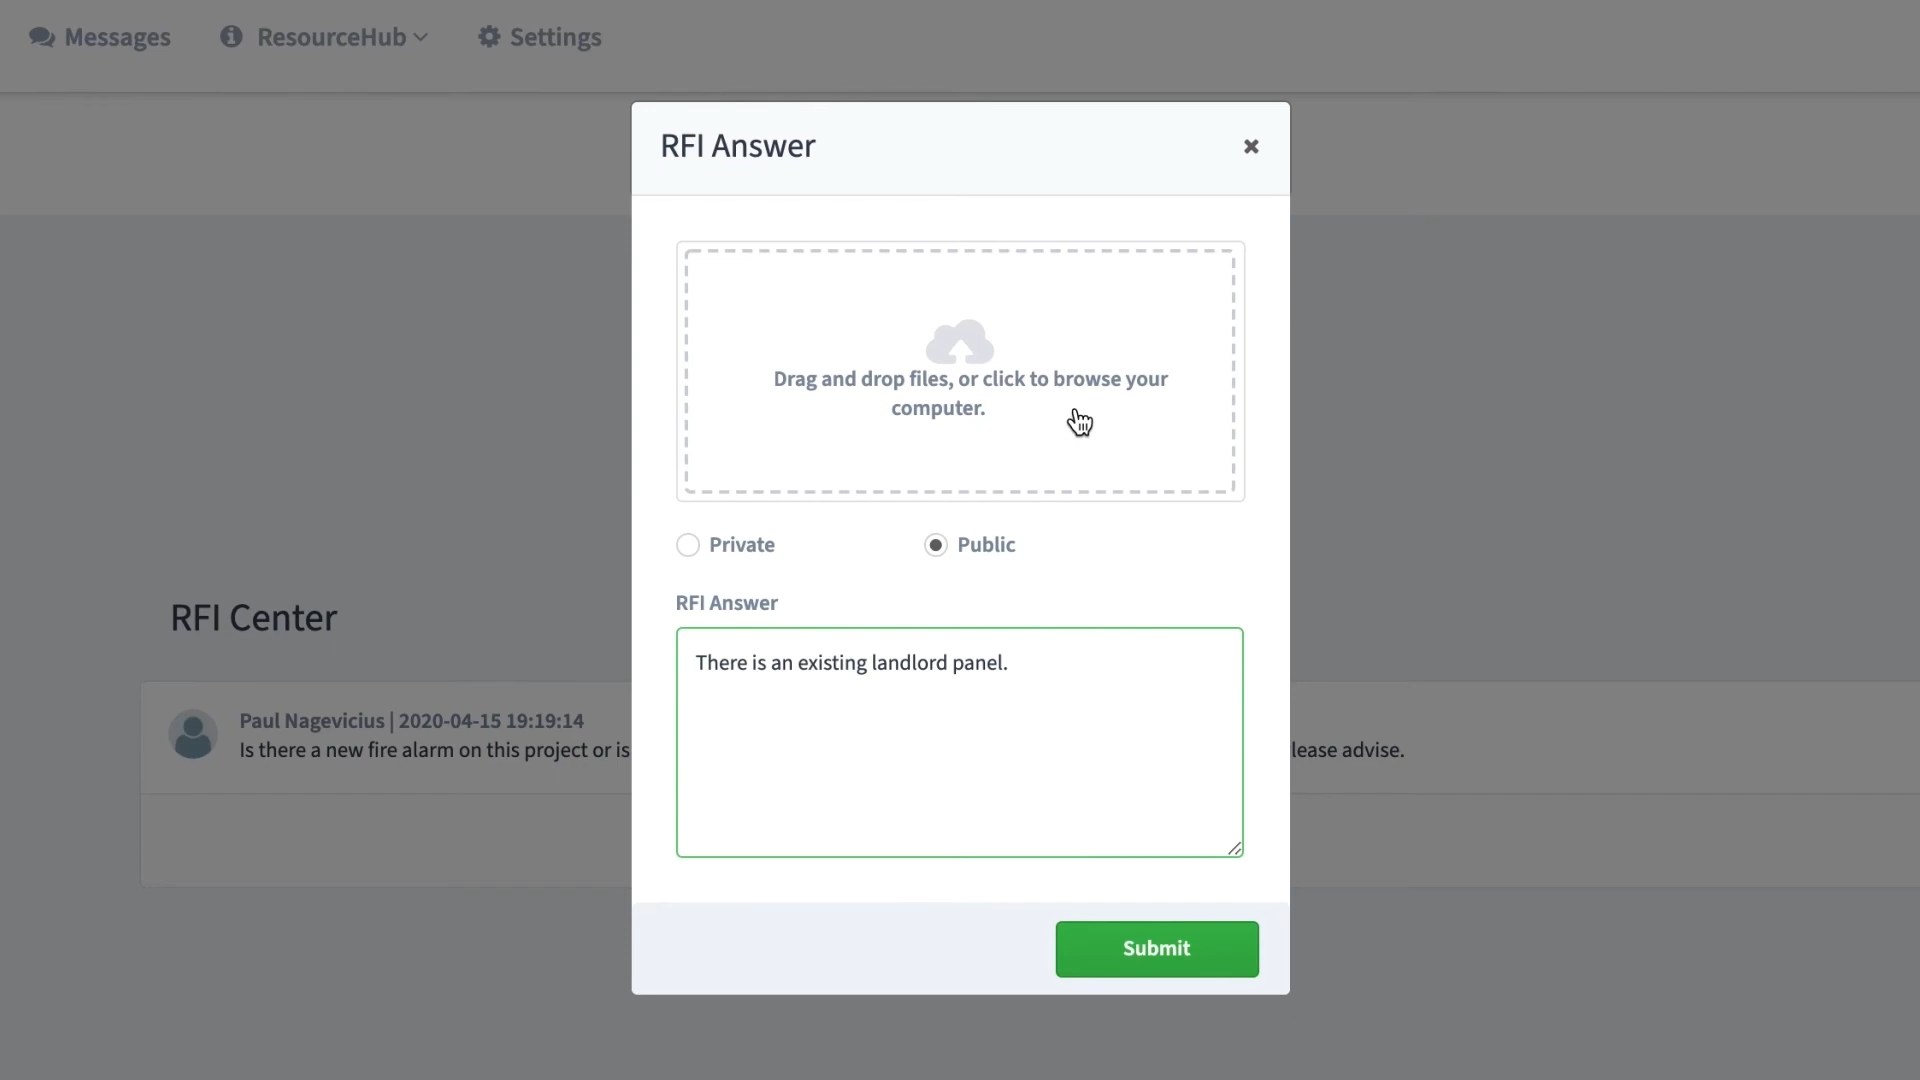 Messages ResourceHub Settings
RFI Answer
Drag and drop files, or click to browse your
computer.
Private Public
RFI Answer
There is an existing landlord panel.
RFI Center
Paul Nagevicius | 2020-04-15 19:19:14
Is there a new fire alarm on this project or is lease advise.
Submit